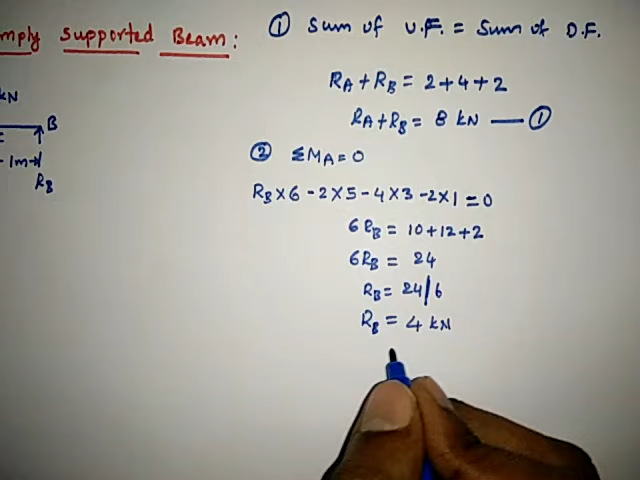 mply Supported Beam:
kN
B
1m
RB
① Sum of U.F. = Sum of D.F.
RA+RB = 2+4+2
RA+RB = 8 kN — ①
② ΣMA=0
RB×6 -2×5 -4×3 -2×1 =0
6RB = 10+12+2
6RB = 24
RB= 24/6
RB = 4 kN